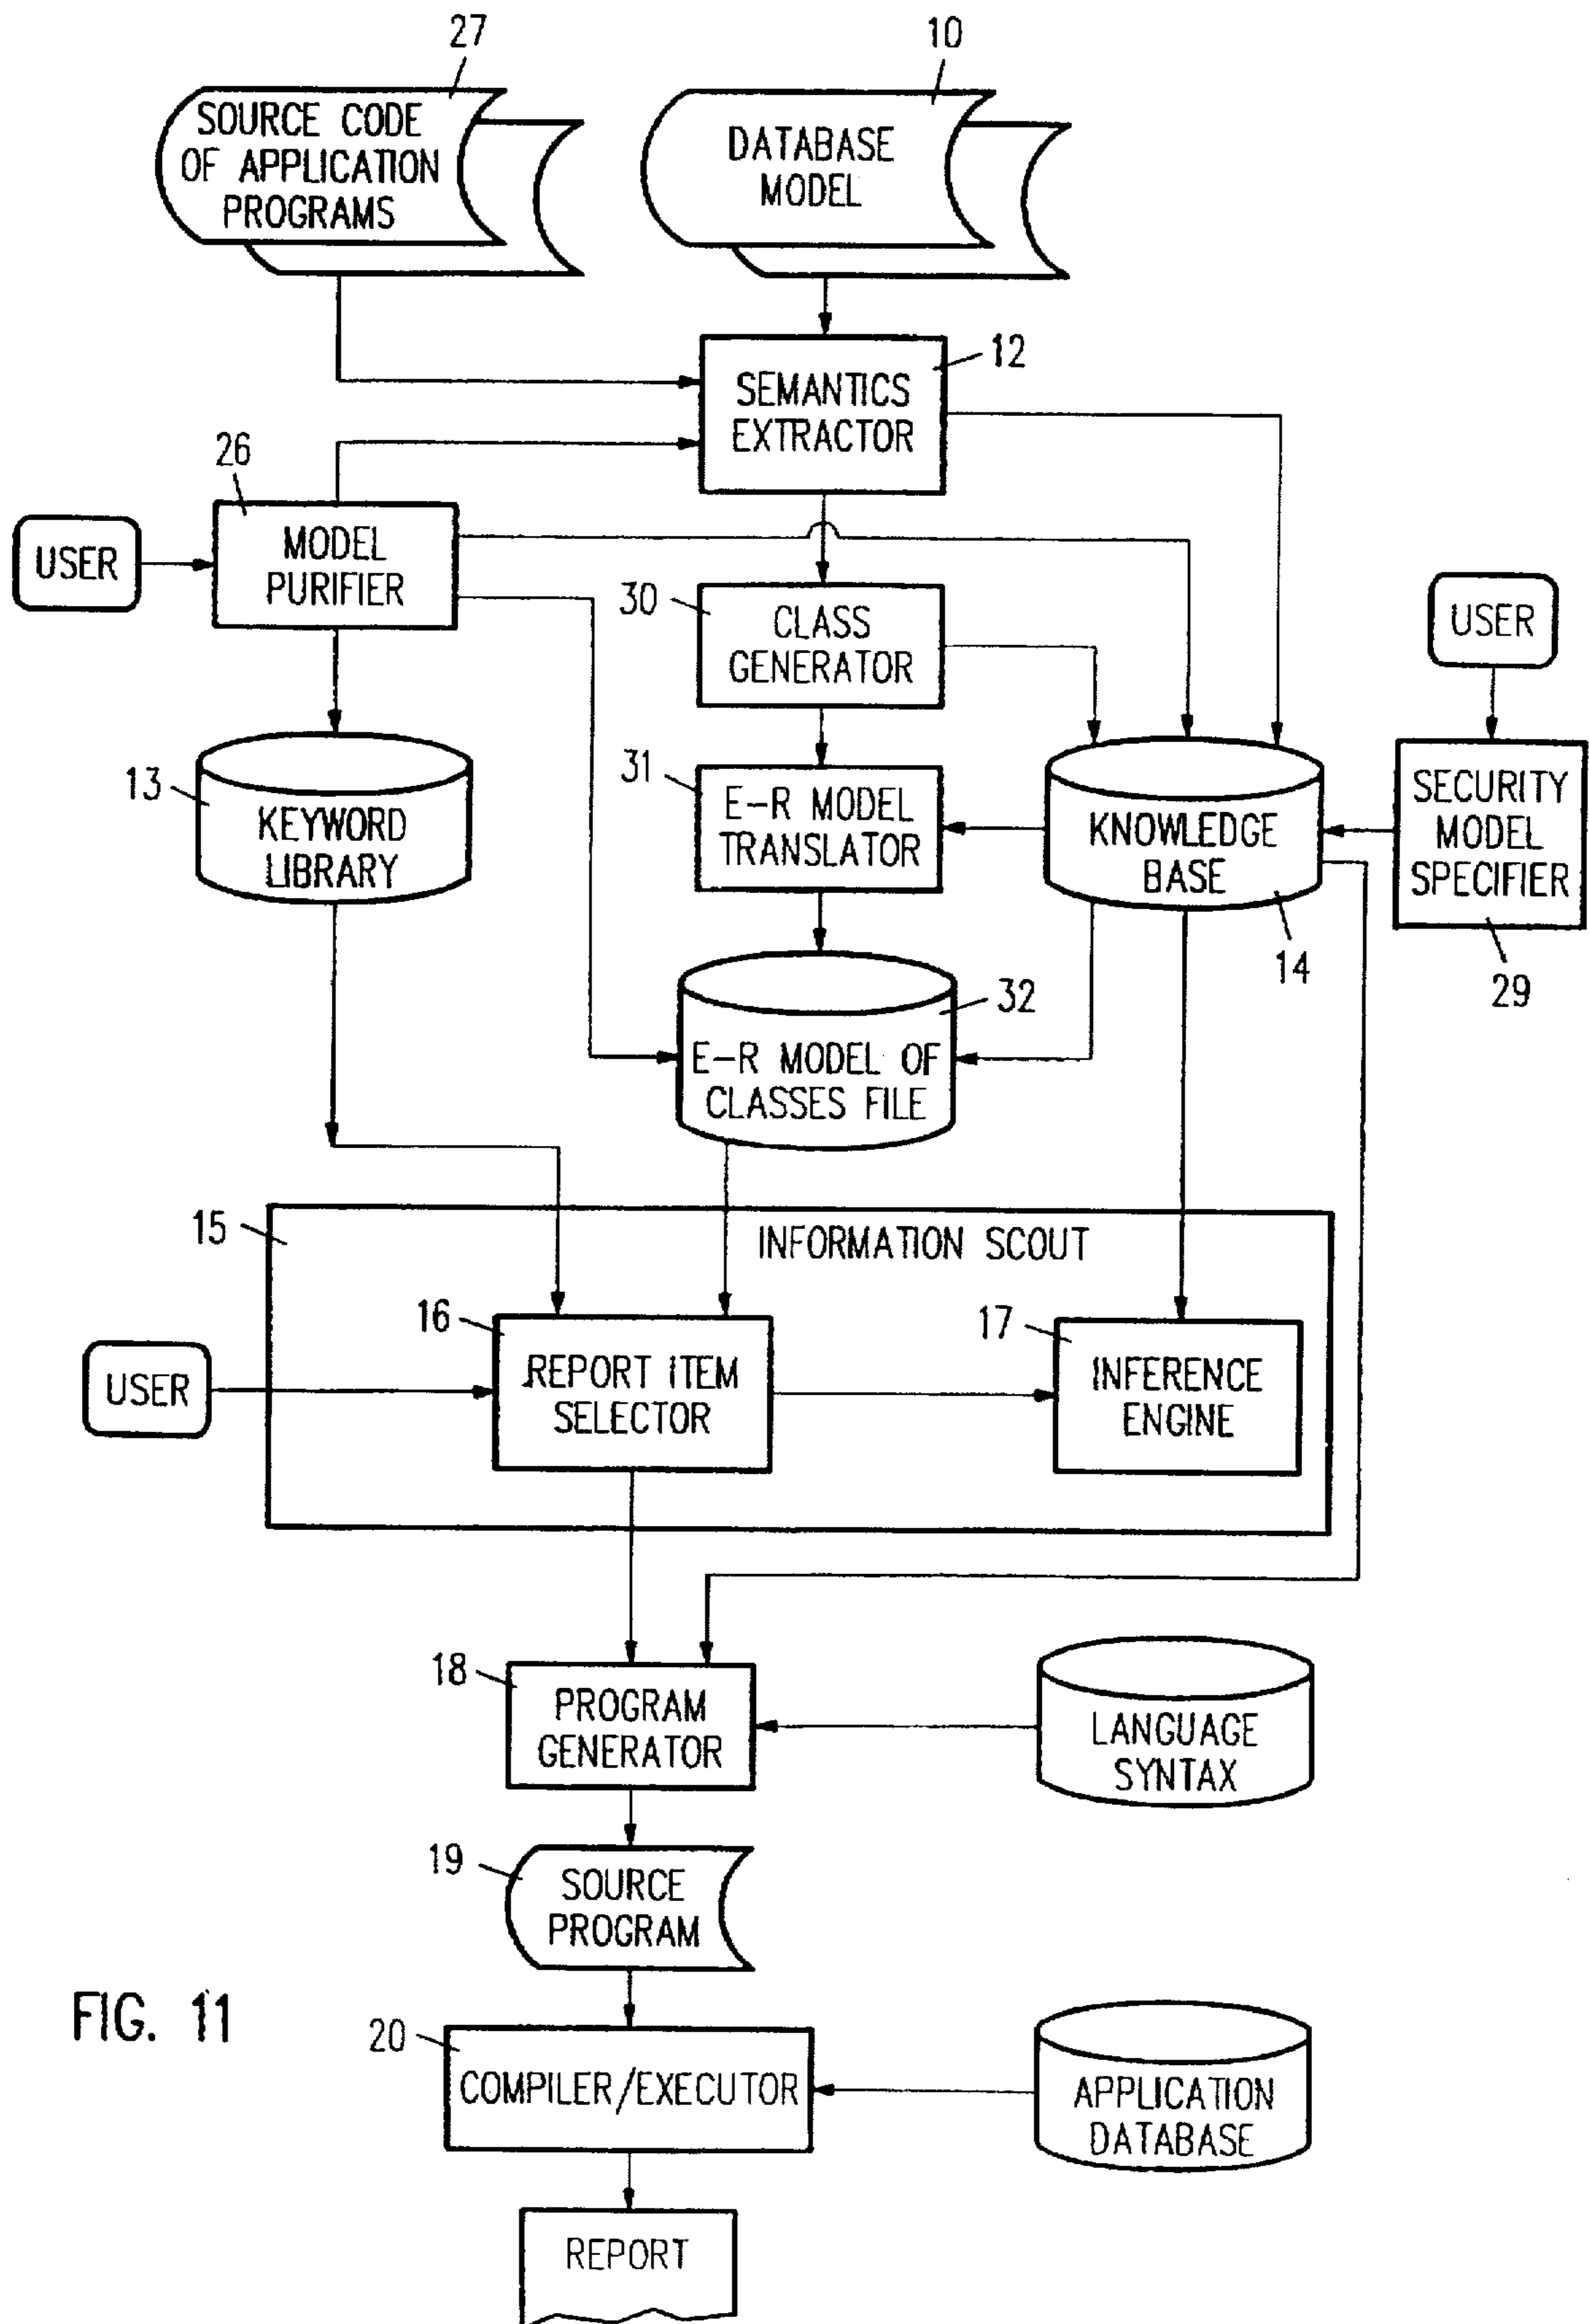 27
10
SOURCE CODE
OF APPLICATION
PROGRAMS
DATABASE
MODEL
12
SEMANTICS
EXTRACTOR
26
MODEL
PURIFIER
USER
30
CLASS
GENERATOR
USER
13
KEYWORD
LIBRARY
31
E-R MODEL
TRANSLATOR
KNOWLEDGE
BASE
14
SECURITY
MODEL
SPECIFIER
29
32
E-R MODEL OF
CLASSES FILE
15
INFORMATION SCOUT
16
REPORT ITEM
SELECTOR
17
INFERENCE
ENGINE
USER
18
PROGRAM
GENERATOR
LANGUAGE
SYNTAX
19
SOURCE
PROGRAM
FIG. 11
20
COMPILER/EXECUTOR
APPLICATION
DATABASE
REPORT